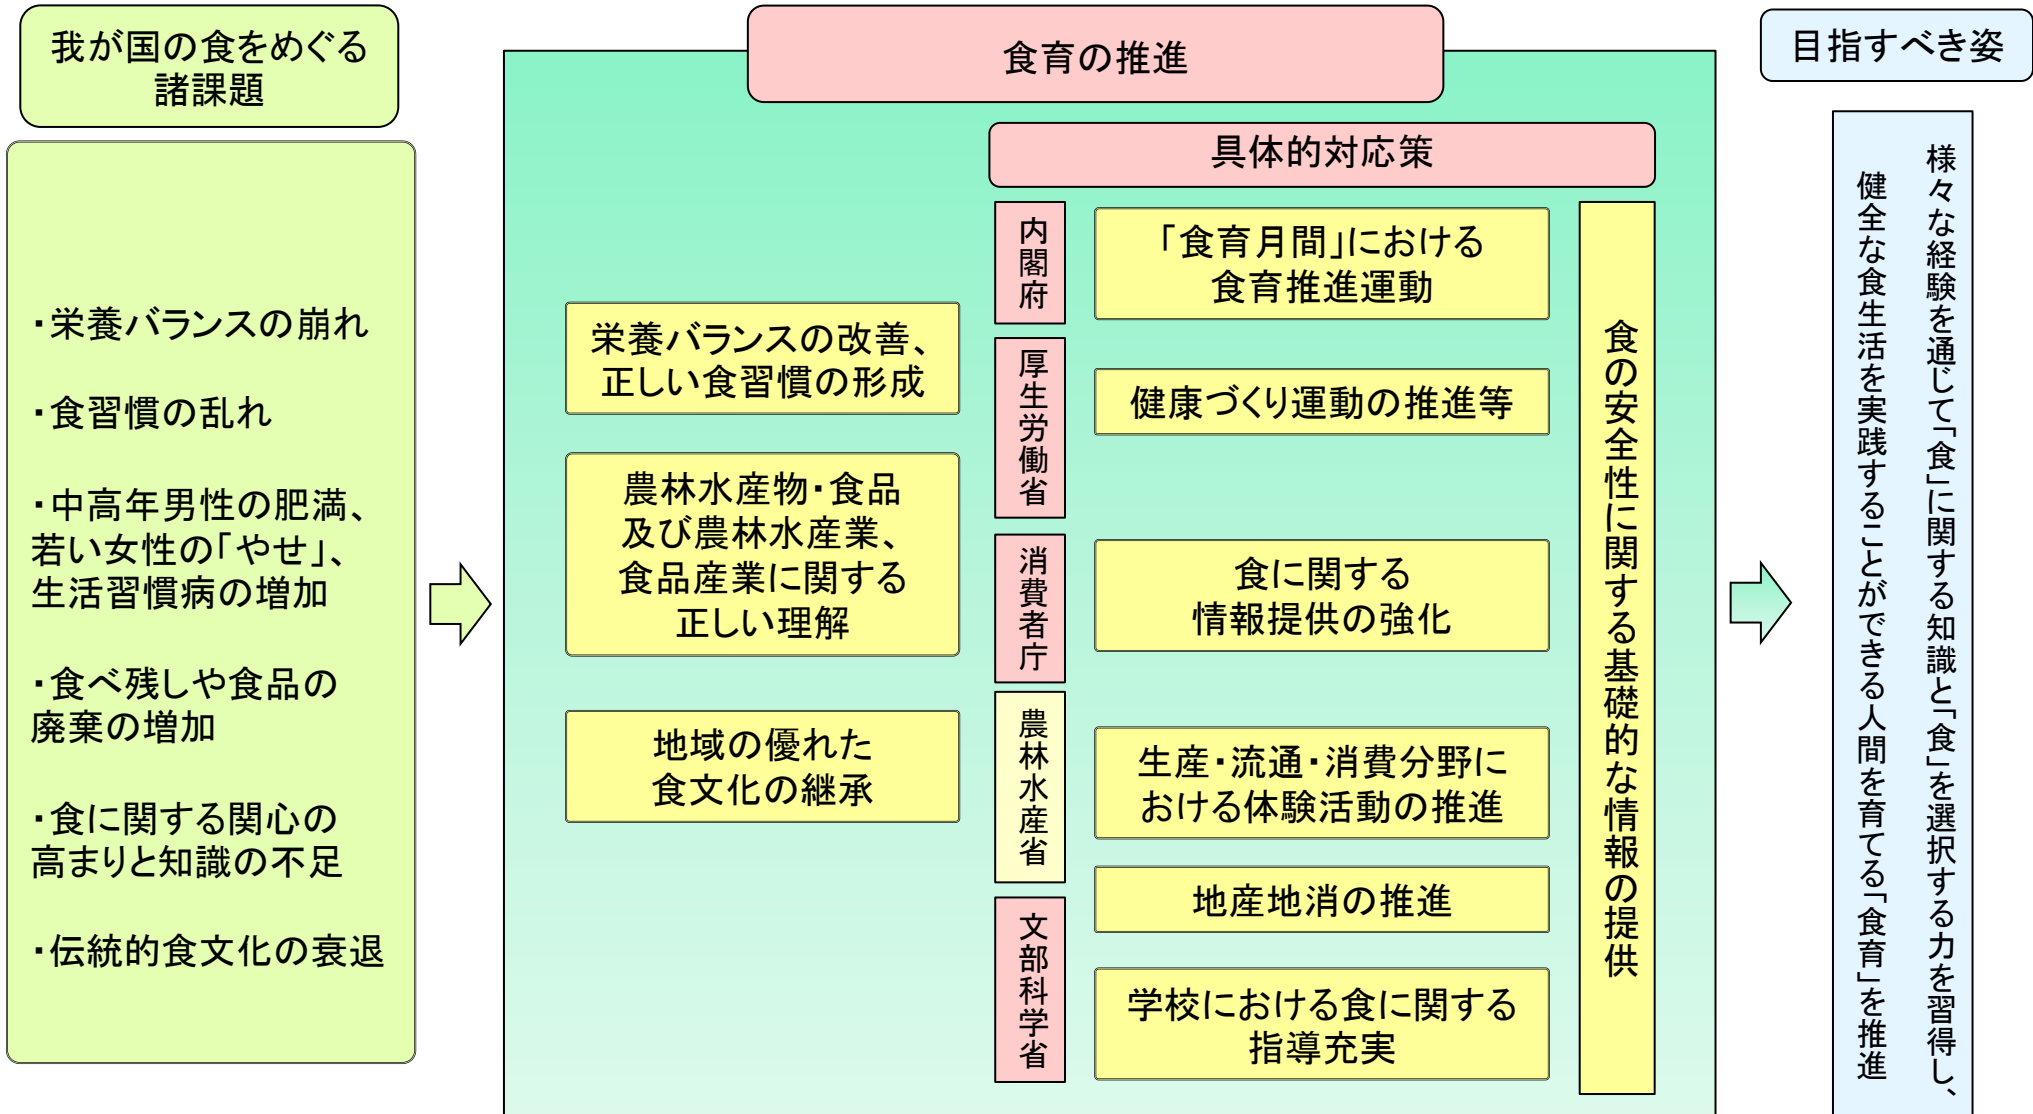 我が国の食をめぐる
諸課題
・栄養バランスの崩れ
・食習慣の乱れ
・中高年男性の肥満、
若い女性の「やせ」、
生活習慣病の増加
・食べ残しや食品の
廃棄の増加
・食に関する関心の
高まりと知識の不足
・伝統的食文化の衰退
食育の推進
栄養バランスの改善、
正しい食習慣の形成
農林水産物・食品
及び農林水産業、
食品産業に関する
正しい理解
地域の優れた
食文化の継承
具体的対応策
内閣府
厚生労働省
消費者庁
農林水産省
文部科学省
「食育月間」における
食育推進運動
健康づくり運動の推進等
食に関する
情報提供の強化
生産・流通・消費分野に
おける体験活動の推進
地産地消の推進
学校における食に関する
指導充実
食の安全性に関する基礎的な情報の提供
目指すべき姿
様々な経験を通じて「食」に関する知識と「食」を選択する力を習得し、
健全な食生活を実践することができる人間を育てる「食育」を推進